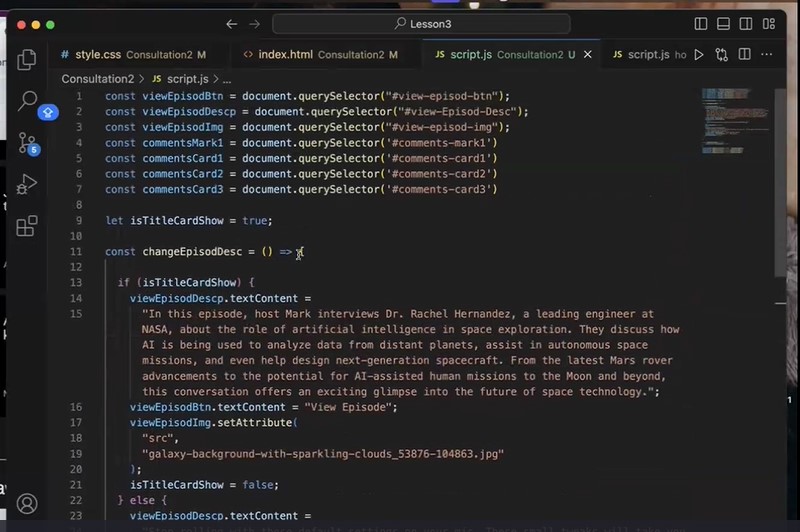 Lesson3
# style.css Consultation2 M
<> index.html Consultation2 M
JS script.js Consultation2 U ×
JS script.js ho
Consultation2 > JS script.js > ...
1 const viewEpisodBtn = document.querySelector("#view-episod-btn");
2 const viewEpisodDescp = document.querySelector("#view-Episod-Desc");
3 const viewEpisodImg = document.querySelector("#view-episod-img");
4 const commentsMark1 = document.querySelector('#comments-mark1')
5 const commentsCard1 = document.querySelector('#comments-card1')
6 const commentsCard2 = document.querySelector('#comments-card2')
7 const commentsCard3 = document.querySelector('#comments-card3')
8
9 let isTitleCardShow = true;
10
11 const changeEpisodDesc = () => {
12
13 if (isTitleCardShow) {
14 viewEpisodDescp.textContent =
15 "In this episode, host Mark interviews Dr. Rachel Hernandez, a leading engineer at
NASA, about the role of artificial intelligence in space exploration. They discuss how
AI is being used to analyze data from distant planets, assist in autonomous space
missions, and even help design next-generation spacecraft. From the latest Mars rover
advancements to the potential for AI-assisted human missions to the Moon and beyond,
this conversation offers an exciting glimpse into the future of space technology.";
16 viewEpisodBtn.textContent = "View Episode";
17 viewEpisodImg.setAttribute(
18 "src",
19 "galaxy-background-with-sparkling-clouds_53876-104863.jpg"
20 );
21 isTitleCardShow = false;
22 } else {
23 viewEpisodDescp.textContent =
5